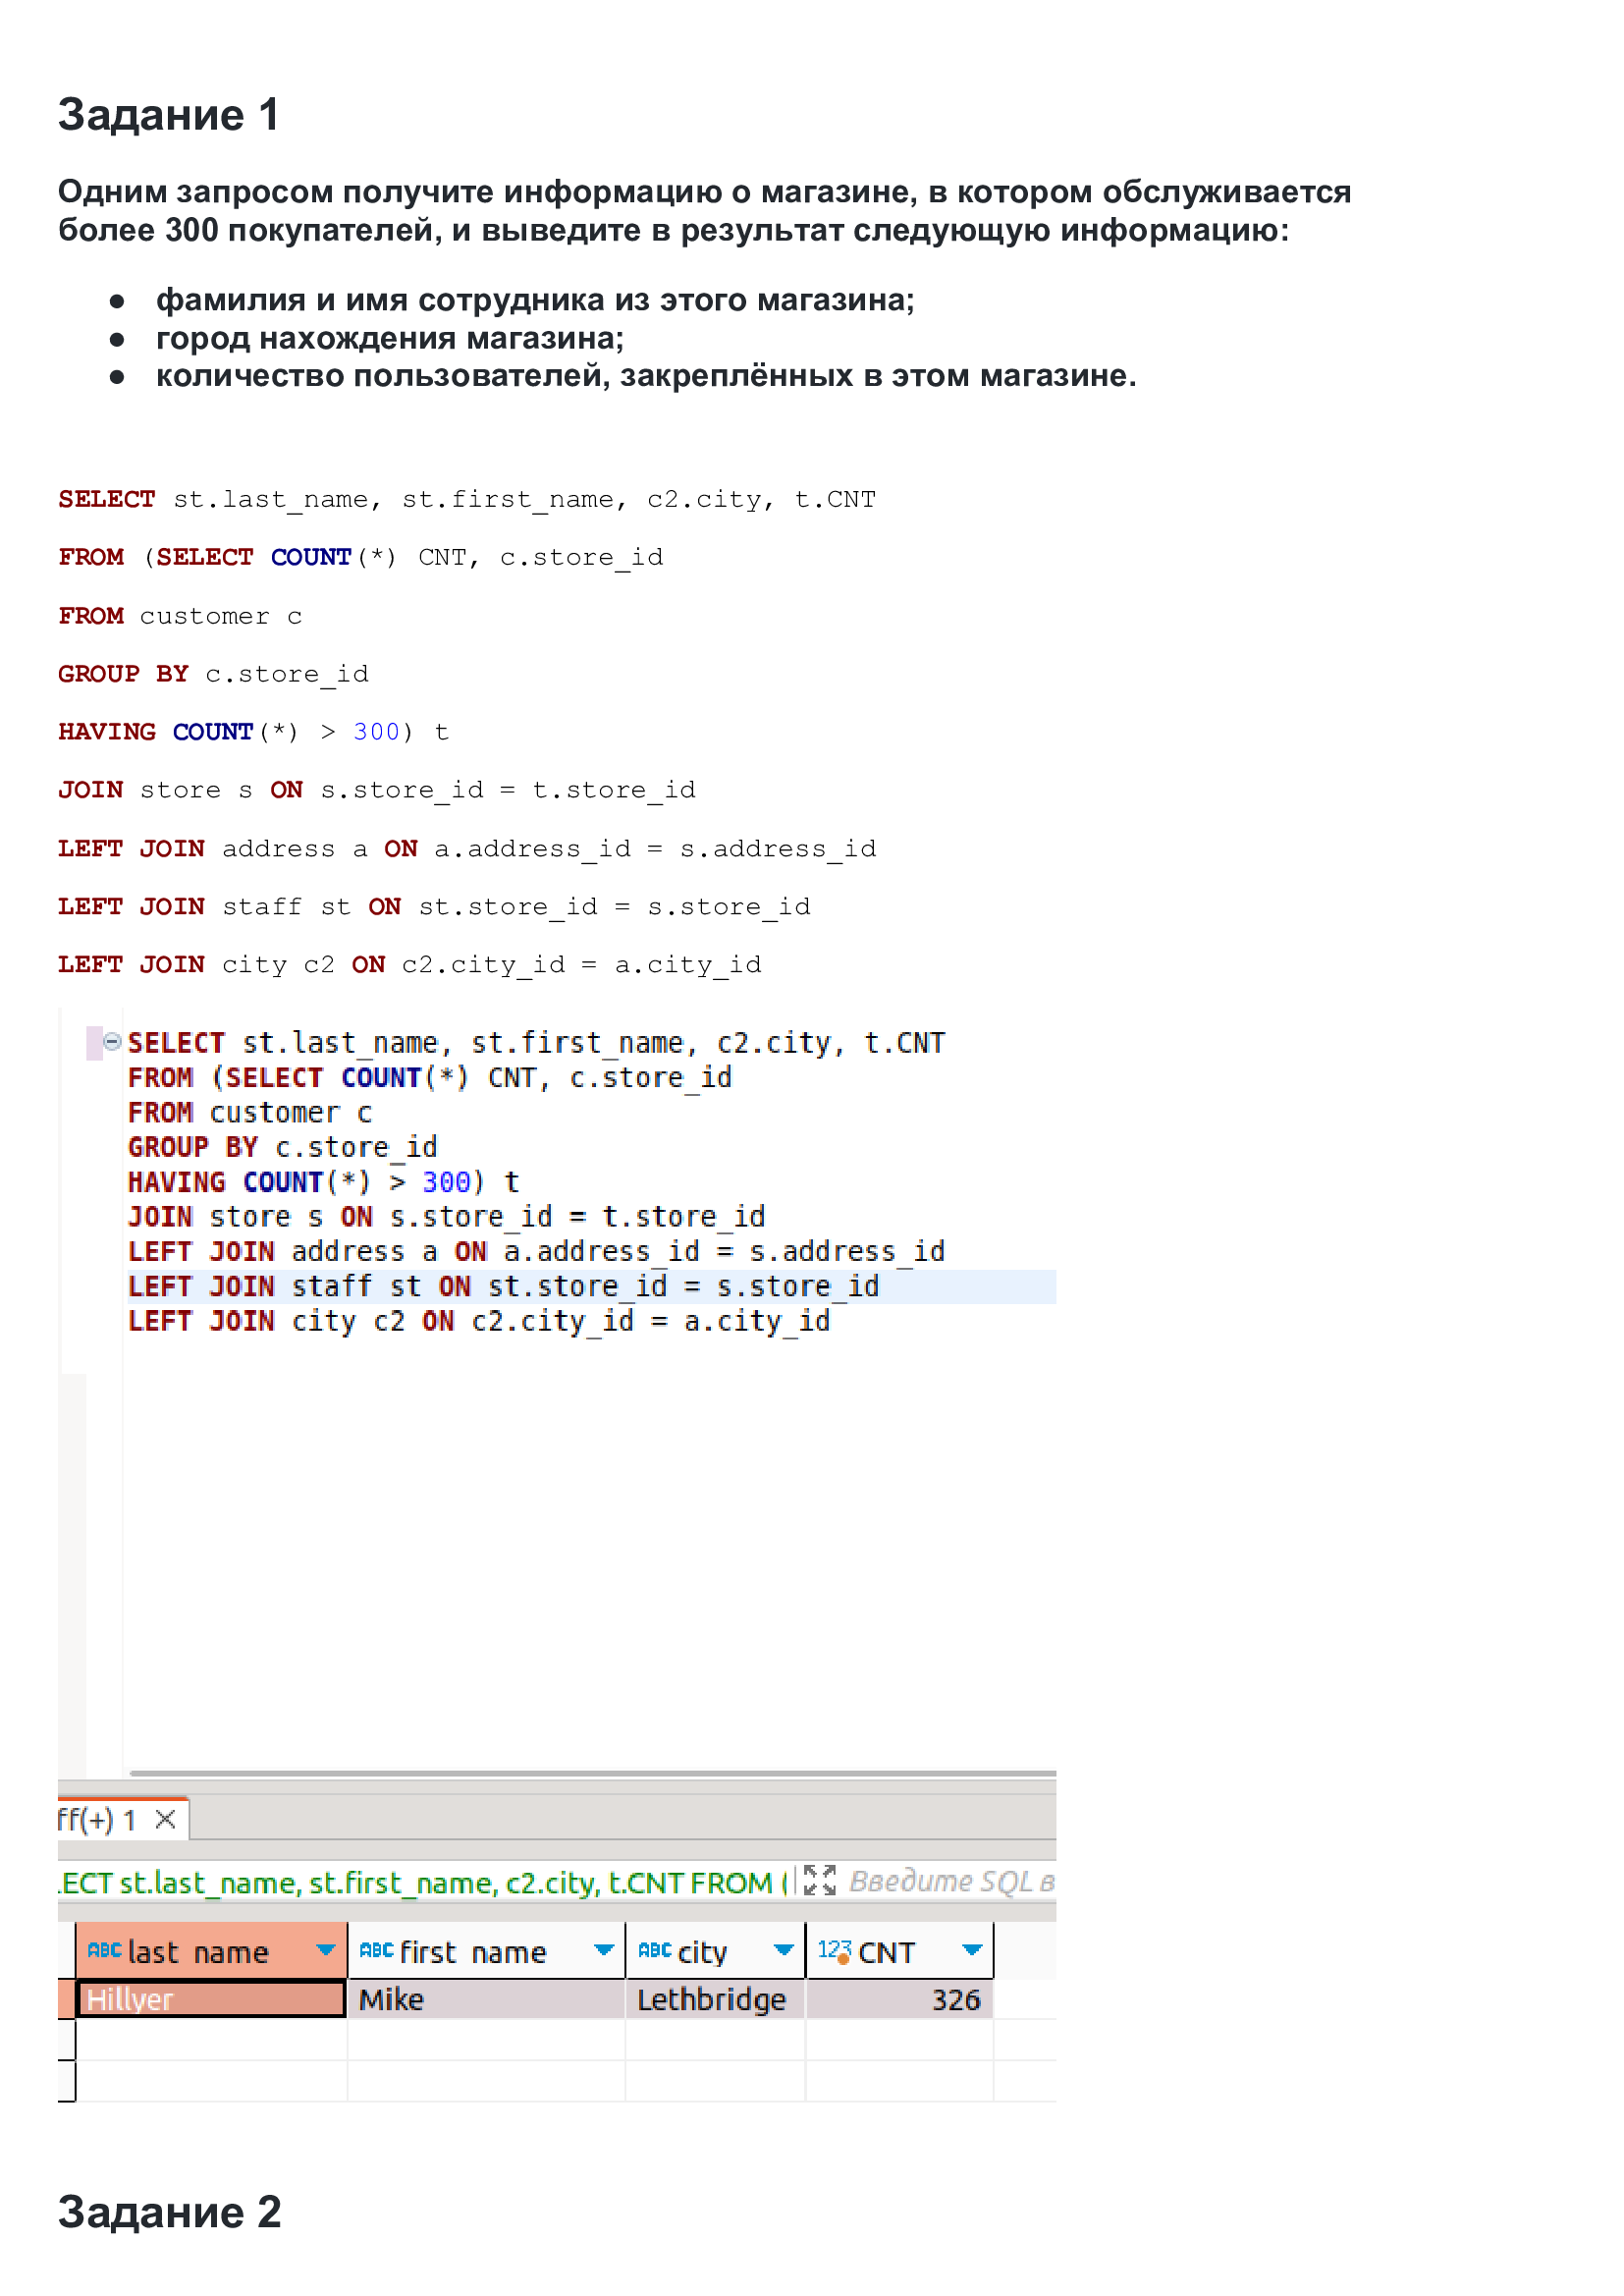 Задание 1
Одним запросом получите информацию о магазине, в котором обслуживается
более 300 покупателей, и выведите в результат следующую информацию:
● фамилия и имя сотрудника из этого магазина;
● город нахождения магазина;
● количество пользователей, закреплённых в этом магазине.
SELECT st.last_name, st.first_name, c2.city, t.CNT
FROM (SELECT COUNT(*) CNT, c.store_id
FROM customer c
GROUP BY c.store_id
HAVING COUNT(*) > 300) t
JOIN store s ON s.store_id = t.store_id
LEFT JOIN address a ON a.address_id = s.address_id
LEFT JOIN staff st ON st.store_id = s.store_id
LEFT JOIN city c2 ON c2.city_id = a.city_id
SELECT st.last_name, st.first_name, c2.city, t.CNT
FROM (SELECT COUNT(*) CNT, c.store_id
FROM customer c
GROUP BY c.store_id
HAVING COUNT(*) > 300) t
JOIN store s ON s.store_id = t.store_id
LEFT JOIN address a ON a.address_id = s.address_id
LEFT JOIN staff st ON st.store_id = s.store_id
LEFT JOIN city c2 ON c2.city_id = a.city_id
ff(+) 1
LECT st.last_name, st.first_name, c2.city, t.CNT FROM ( Введите SQL в
ABC last_name ABC first_name ABC city 123 CNT
Hillyer Mike Lethbridge 326
Задание 2